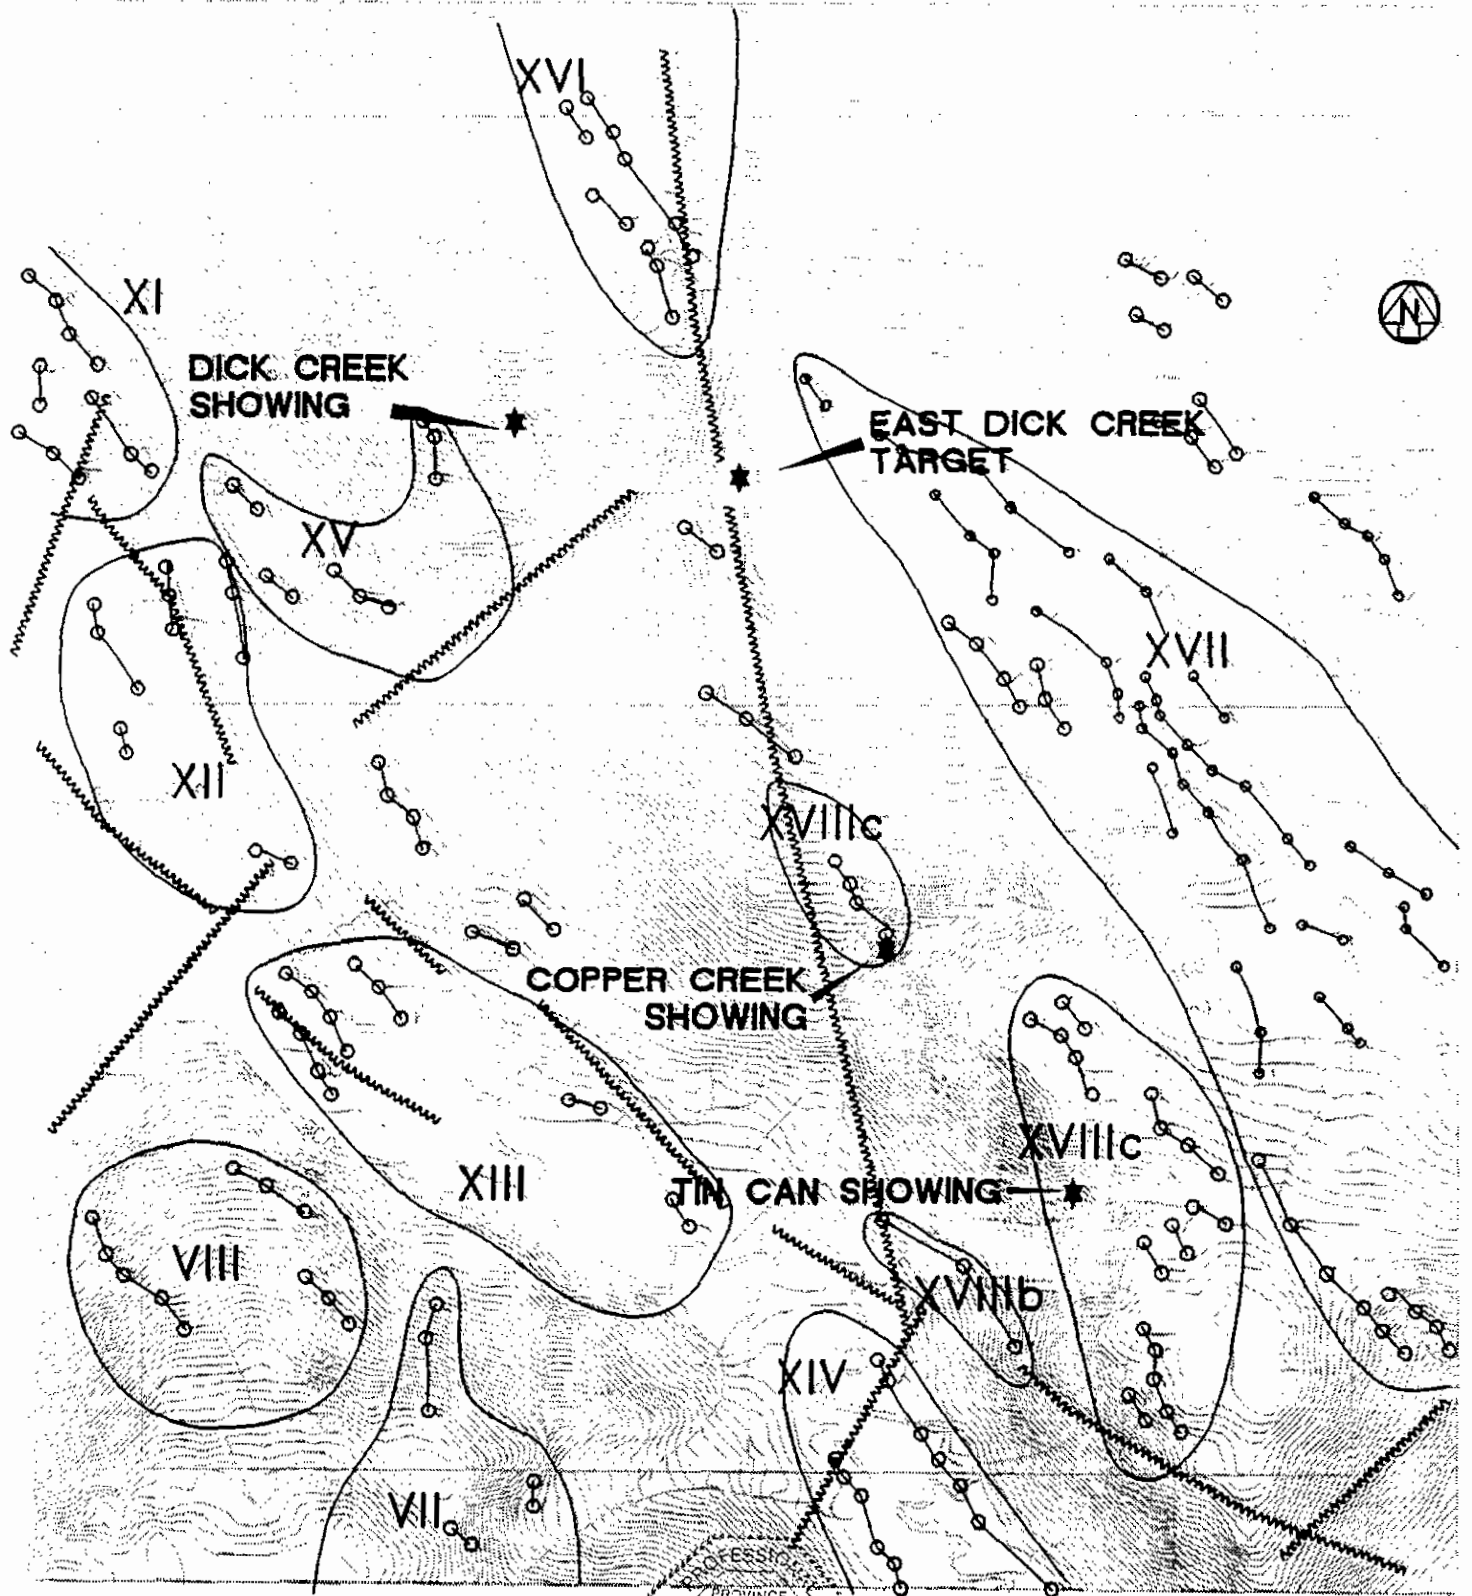 XVI
XI
N
DICK CREEK
SHOWING
EAST DICK CREEK
TARGET
XV
XVII
XII
XVIIIc
COPPER CREEK
SHOWING
XVIIIc
XIII
TIN CAN SHOWING
VIII
XVIIIb
XIV
VII